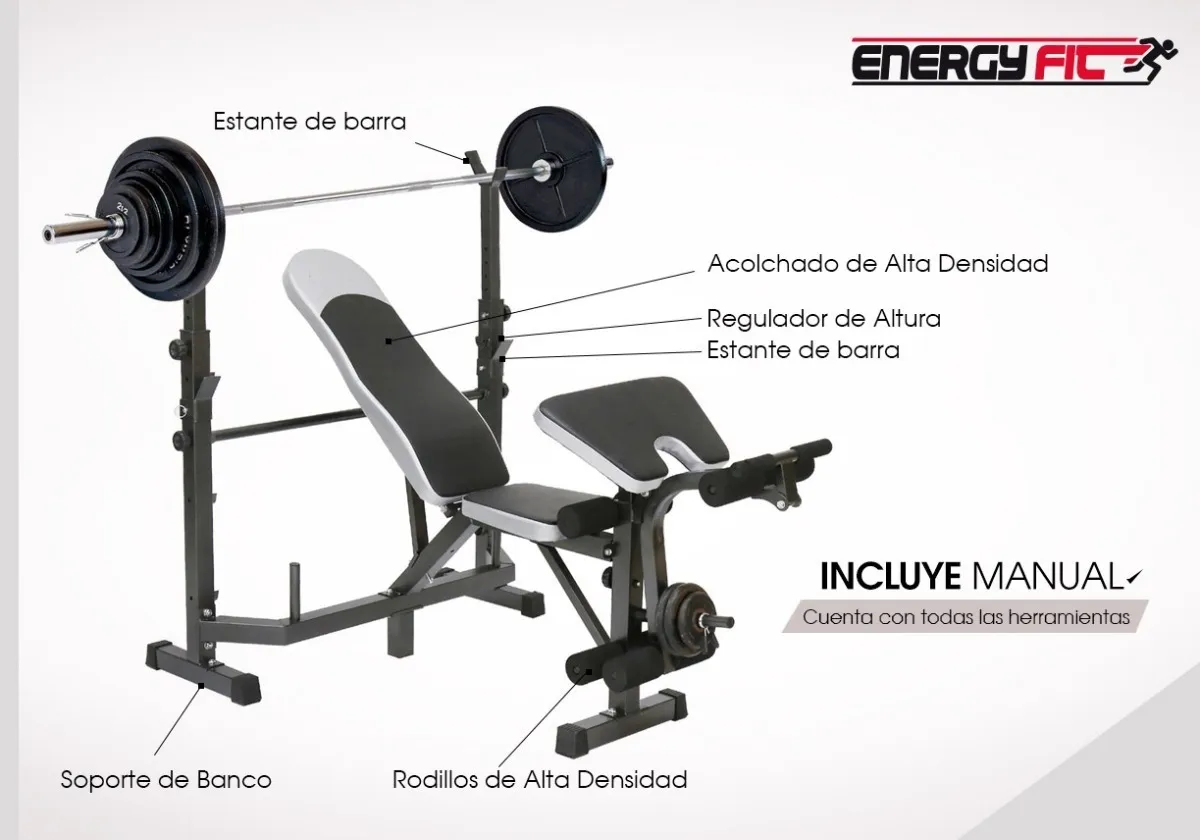 ENERGY FIT
Estante de barra
Acolchado de Alta Densidad
Regulador de Altura
Estante de barra
INCLUYE MANUAL
Cuenta con todas las herramientas
Soporte de Banco
Rodillos de Alta Densidad